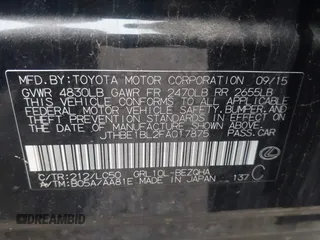 MFD. BY: TOYOTA MOTOR CORPORATION 09/15
GVWR 4830LB GAWR FR 2470LB RR 2655LB
THIS VEHICLE CONFORMS TO ALL APPLICABLE
FEDERAL MOTOR VEHICLE SAFETY, BUMPER, AND
THEFT PREVENTION STANDARDS IN EFFECT ON
THE DATE OF MANUFACTURE SHOWN ABOVE.
JTHBE1BL2FA017875 PASS. CAR
C/TR:212/LC50 GRL10L-BEZQHA
A/TM:B05A/AA81E MADE IN JAPAN 137 C
CARDEBID